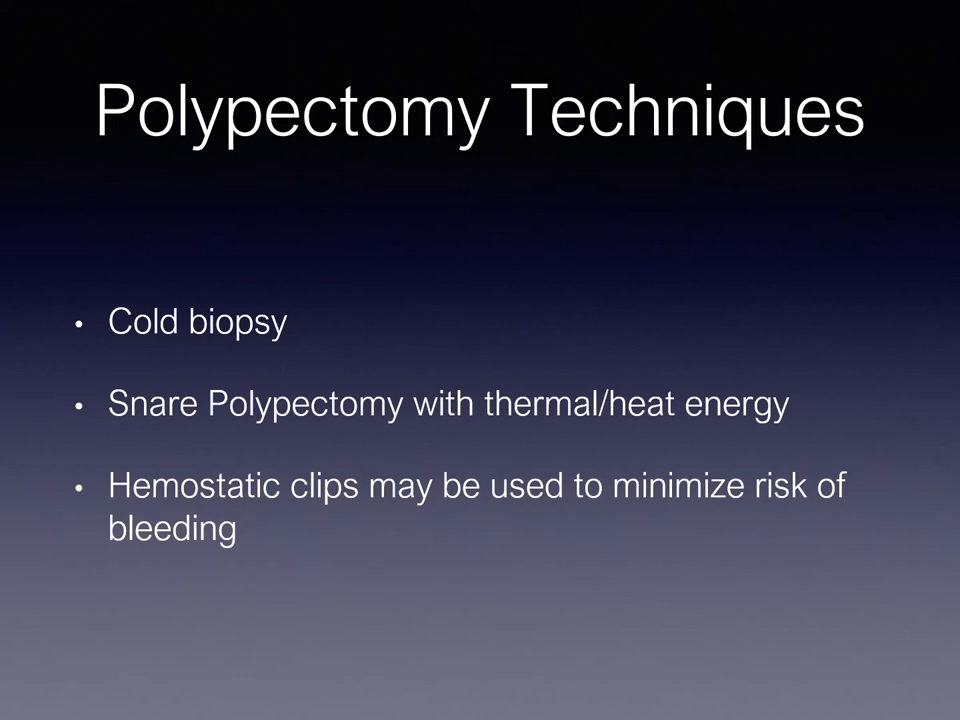 Polypectomy Techniques
• Cold biopsy
• Snare Polypectomy with thermal/heat energy
• Hemostatic clips may be used to minimize risk of
bleeding